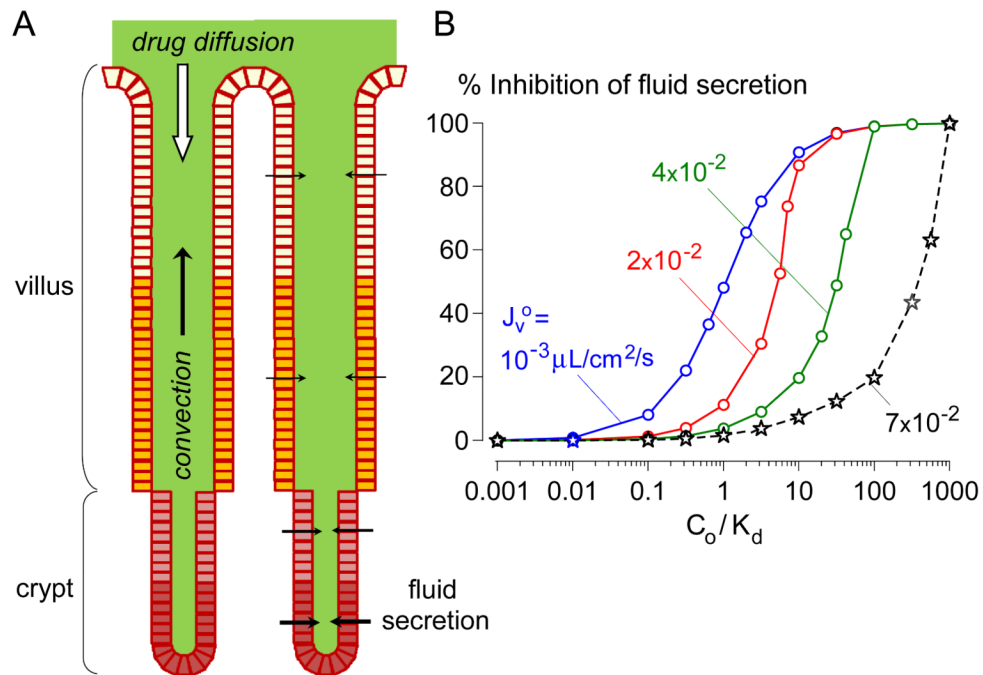 A
drug diffusion
convection
villus
crypt
fluid
secretion
B
% Inhibition of fluid secretion
100
80
60
40
20
0
4x10⁻²
2x10⁻²
Jᵥᵒ =
10⁻³ µL/cm²/s
7x10⁻²
0.001 0.01 0.1 1 10 100 1000
Cₒ / K_d